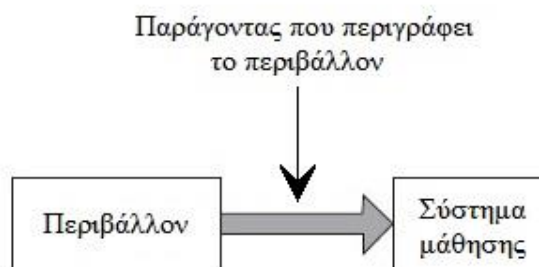 Παράγοντας που περιγράφει
το περιβάλλον
Περιβάλλον
Σύστημα
μάθησης